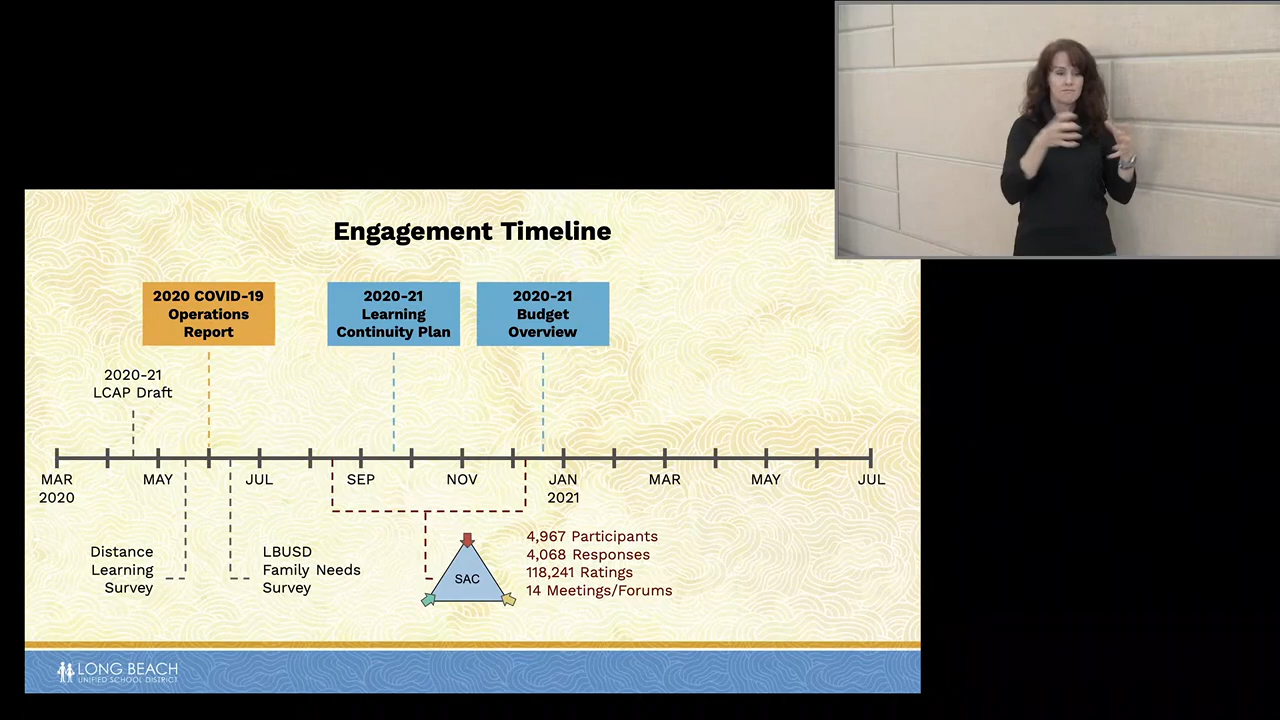 Engagement Timeline
2020 COVID-19
Operations
Report
2020-21
Learning
Continuity Plan
2020-21
Budget
Overview
2020-21
LCAP Draft
MAR
2020
MAY
JUL
SEP
NOV
JAN
2021
MAR
MAY
JUL
Distance
Learning
Survey
LBUSD
Family Needs
Survey
SAC
4,967 Participants
4,068 Responses
118,241 Ratings
14 Meetings/Forums
LONG BEACH
UNIFIED SCHOOL DISTRICT